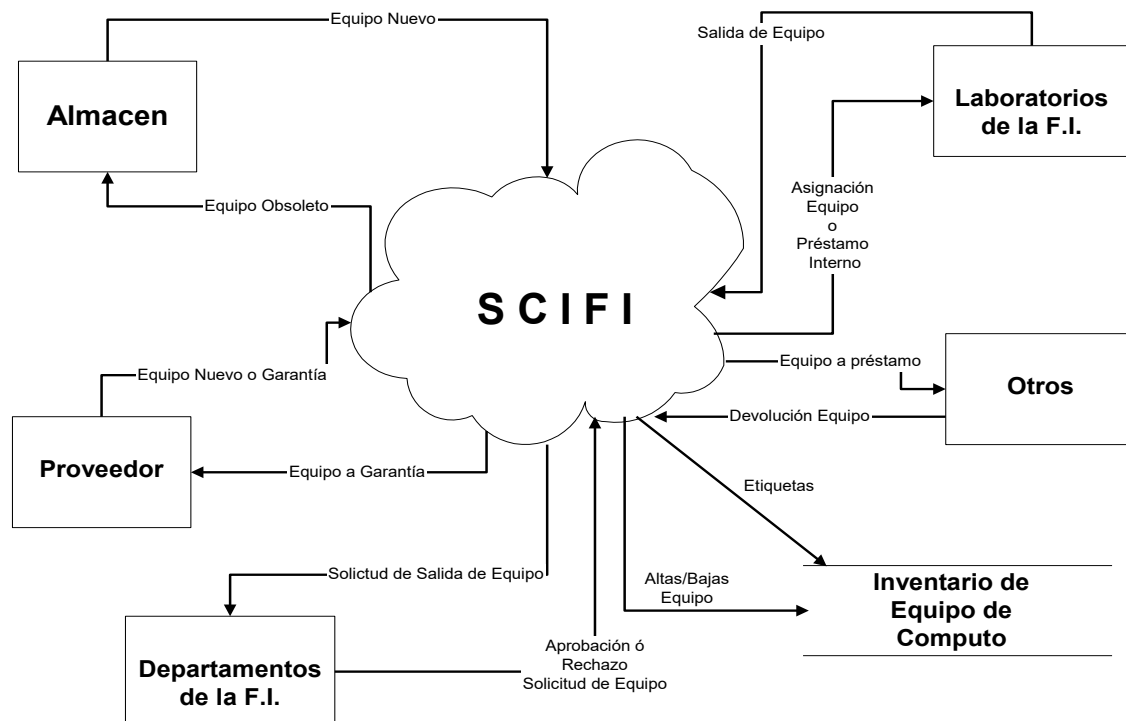 Equipo Nuevo
Salida de Equipo
Almacen
Laboratorios
de la F.I.
Equipo Obsoleto
Asignación
Equipo
o
Préstamo
Interno
S C I F I
Equipo Nuevo o Garantía
Equipo a préstamo
Otros
Devolución Equipo
Proveedor
Equipo a Garantía
Etiquetas
Solictud de Salida de Equipo
Altas/Bajas
Equipo
Inventario de
Equipo de
Computo
Departamentos
de la F.I.
Aprobación ó
Rechazo
Solicitud de Equipo